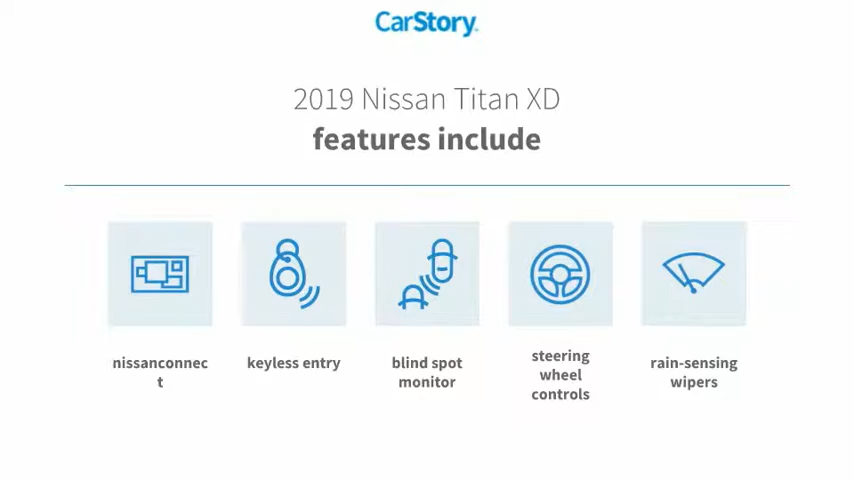 CarStory
2019 Nissan Titan XD
features include
nissanconnec
t
keyless entry
blind spot
monitor
steering
wheel
controls
rain-sensing
wipers